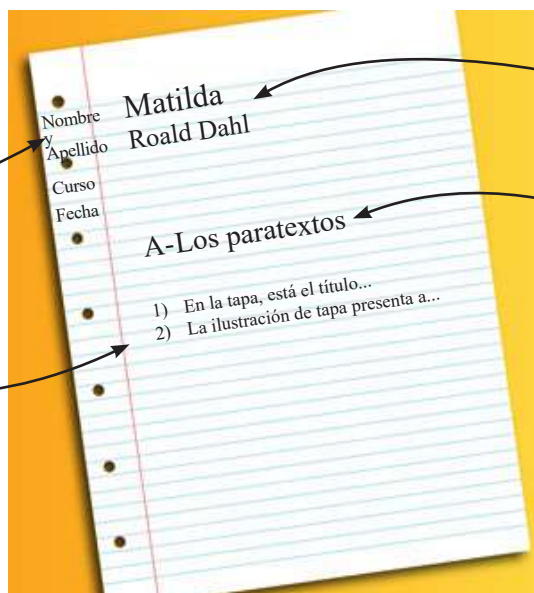 Matilda
Roald Dahl
Nombre
y
Apellido
Curso
Fecha
A-Los paratextos
1) En la tapa, está el título...
2) La ilustración de tapa presenta a...